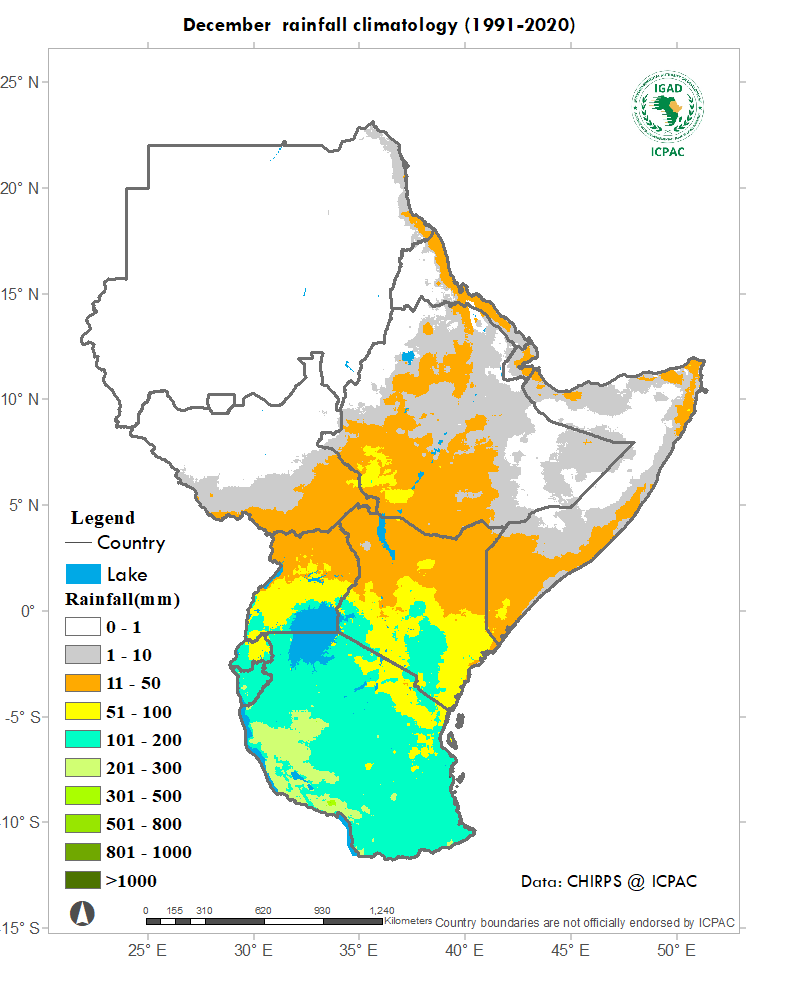 December rainfall climatology (1991-2020)
IGAD
ICPAC
25° N
20° N
15° N
10° N
5° N
0°
-5° S
-10° S
-15° S
Legend
Country
Lake
Rainfall(mm)
0 - 1
1 - 10
11 - 50
51 - 100
101 - 200
201 - 300
301 - 500
501 - 800
801 - 1000
>1000
Data: CHIRPS @ ICPAC
0 155 310 620 930 1,240
Kilometers
Country boundaries are not officially endorsed by ICPAC
25° E 30° E 35° E 40° E 45° E 50° E